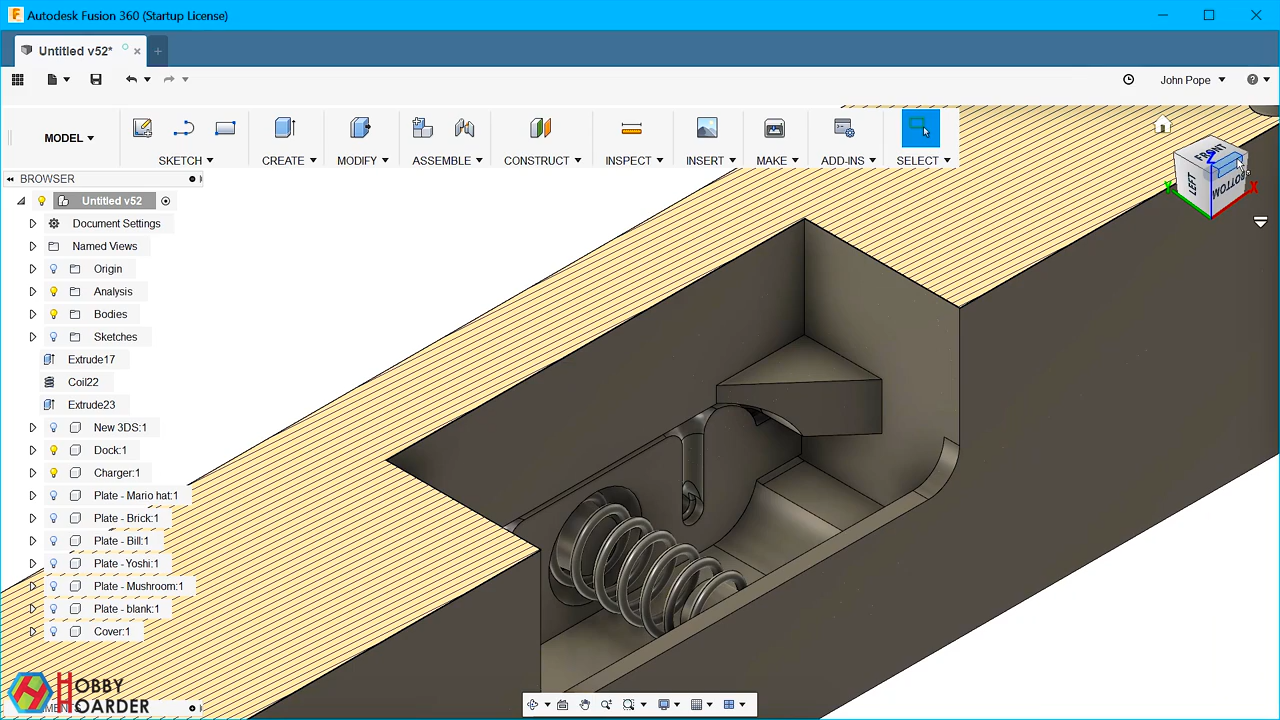 Autodesk Fusion 360 (Startup License)
Untitled v52*
John Pope
MODEL
SKETCH
CREATE
MODIFY
ASSEMBLE
CONSTRUCT
INSPECT
INSERT
MAKE
ADD-INS
SELECT
BROWSER
FRONT
LEFT
BOTTOM
Z
Y
X
Untitled v52
Document Settings
Named Views
Origin
Analysis
Bodies
Sketches
Extrude17
Coil22
Extrude23
New 3DS:1
Dock:1
Charger:1
Plate - Mario hat:1
Plate - Brick:1
Plate - Bill:1
Plate - Yoshi:1
Plate - Mushroom:1
Plate - blank:1
Cover:1
HOBBY
HOARDER